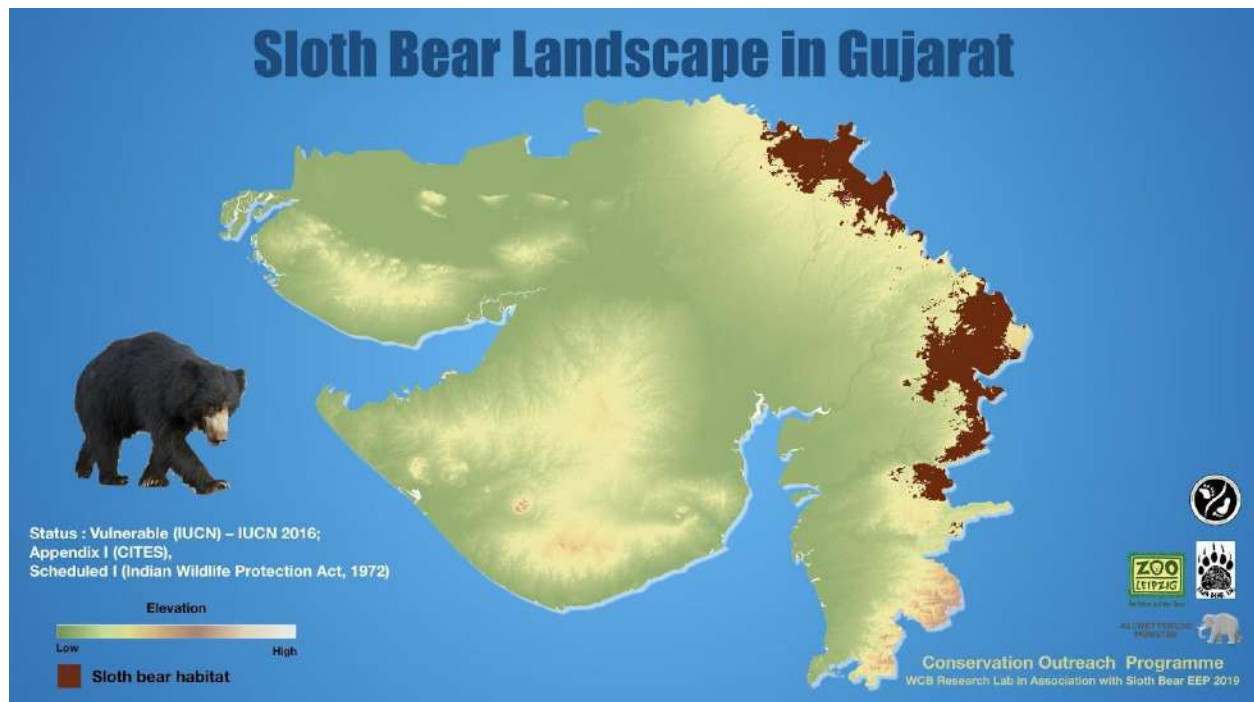 Sloth Bear Landscape in Gujarat
Status : Vulnerable (IUCN) – IUCN 2016;
Appendix I (CITES),
Scheduled I (Indian Wildlife Protection Act, 1972)
Elevation
Low
High
Sloth bear habitat
ZOO
LEIPZIG
ALLWETTERZOO
MÜNSTER
Conservation Outreach Programme
WCB Research Lab in Association with Sloth Bear EEP 2019